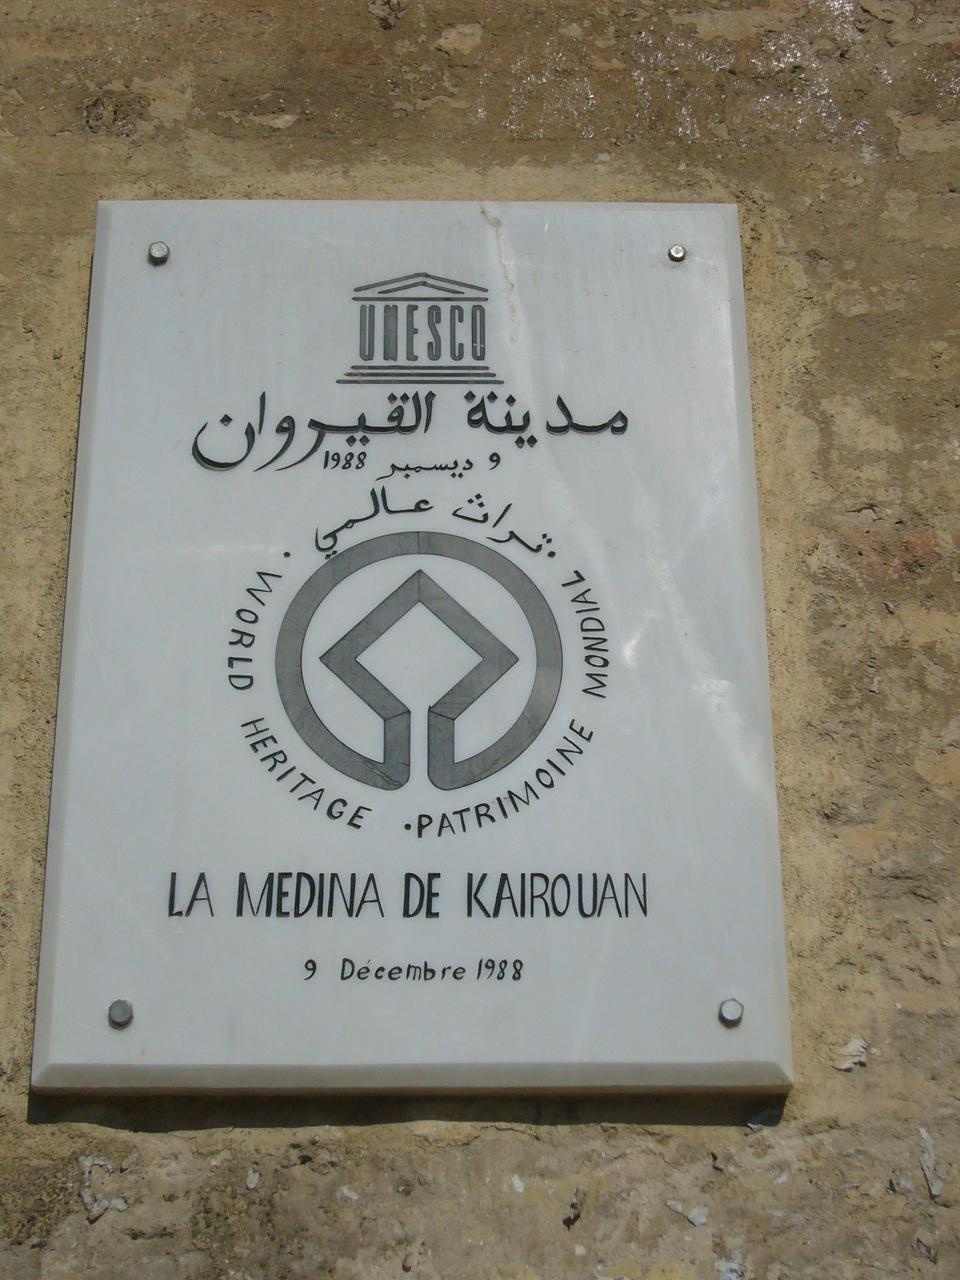 UNESCO
مدينة القيروان
9 ديسمبر 1988
تراث عالمي
WORLD HERITAGE
PATRIMOINE MONDIAL
LA MEDINA DE KAIROUAN
9 Décembre 1988